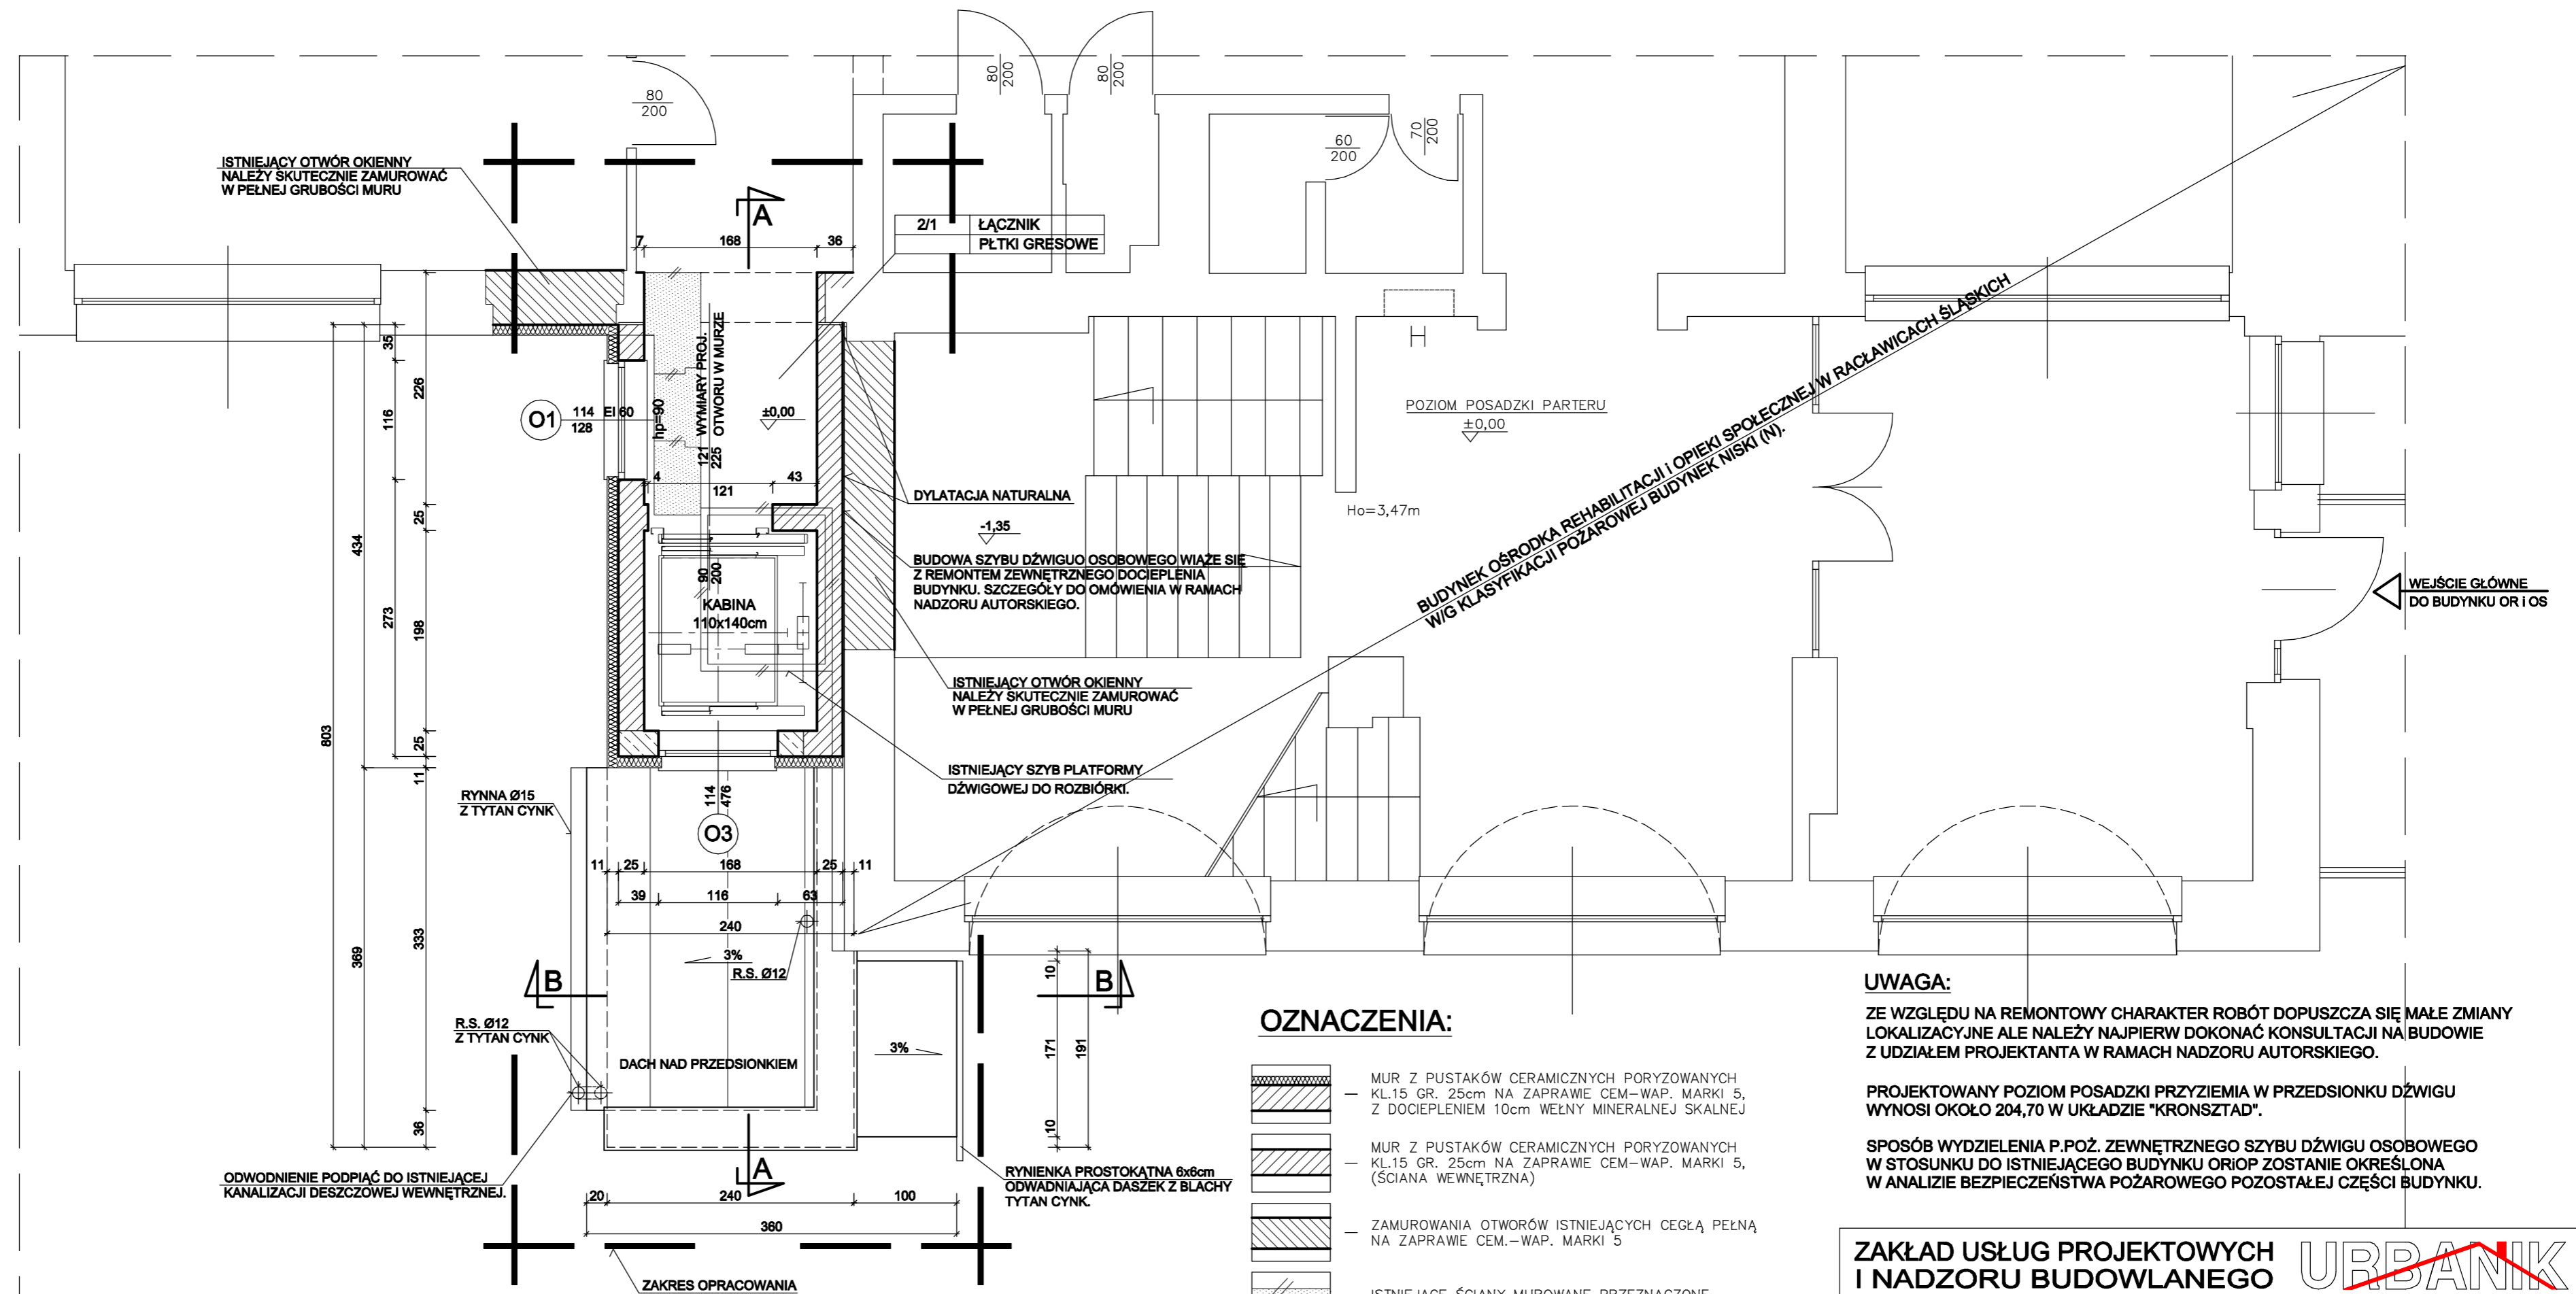 80
200
80
200
80
200
60
200
70
200
ISTNIEJĄCY OTWÓR OKIENNY
NALEŻY SKUTECZNIE ZAMUROWAĆ
W PEŁNEJ GRUBOŚCI MURU
A
2/1 ŁĄCZNIK
PŁTKI GRESOWE
7 168 36
35
226
116
434
273
25
198
25
11
803
369
333
36
O1
114 EI 60
128
hp=90
121 WYMIARY PROJ.
225 OTWORU W MURZE
±0,00
4 121 43
DYLATACJA NATURALNA
-1,35
BUDOWA SZYBU DŹWIGUO OSOBOWEGO WIĄŻE SIĘ
Z REMONTEM ZEWNĘTRZNEGO DOCIEPLENIA
BUDYNKU. SZCZEGÓŁY DO OMÓWIENIA W RAMACH
NADZORU AUTORSKIEGO.
90
200
KABINA
110x140cm
ISTNIEJĄCY OTWÓR OKIENNY
NALEŻY SKUTECZNIE ZAMUROWAĆ
W PEŁNEJ GRUBOŚCI MURU
ISTNIEJĄCY SZYB PLATFORMY
DŹWIGOWEJ DO ROZBIÓRKI.
H
POZIOM POSADZKI PARTERU
±0,00
Ho=3,47m
BUDYNEK OŚRODKA REHABILITACJI i OPIEKI SPOŁECZNEJ W RACŁAWICACH ŚLĄSKICH
W/G KLASYFIKACJI POŻAROWEJ BUDYNEK NISKI (N).
WEJŚCIE GŁÓWNE
DO BUDYNKU OR i OS
RYNNA Ø15
Z TYTAN CYNK
114
476
O3
11 25 168 25 11
39 116 63
240
3%
R.S. Ø12
B
B
R.S. Ø12
Z TYTAN CYNK
DACH NAD PRZEDSIONKIEM
3%
10
171
191
10
A
ODWODNIENIE PODPIĄĆ DO ISTNIEJĄCEJ
KANALIZACJI DESZCZOWEJ WEWNĘTRZNEJ.
RYNIENKA PROSTOKĄTNA 6x6cm
ODWADNIAJĄCA DASZEK Z BLACHY
TYTAN CYNK.
20 240 100
360
ZAKRES OPRACOWANIA
OZNACZENIA:
— MUR Z PUSTAKÓW CERAMICZNYCH PORYZOWANYCH
KL.15 GR. 25cm NA ZAPRAWIE CEM-WAP. MARKI 5,
Z DOCIEPLENIEM 10cm WEŁNY MINERALNEJ SKALNEJ
— MUR Z PUSTAKÓW CERAMICZNYCH PORYZOWANYCH
KL.15 GR. 25cm NA ZAPRAWIE CEM-WAP. MARKI 5,
(ŚCIANA WEWNĘTRZNA)
— ZAMUROWANIA OTWORÓW ISTNIEJĄCYCH CEGŁĄ PEŁNĄ
NA ZAPRAWIE CEM.-WAP. MARKI 5
ISTNIEJĄCE ŚCIANY MUROWANE PRZEZNACZONE
UWAGA:
ZE WZGLĘDU NA REMONTOWY CHARAKTER ROBÓT DOPUSZCZA SIĘ MAŁE ZMIANY
LOKALIZACYJNE ALE NALEŻY NAJPIERW DOKONAĆ KONSULTACJI NA BUDOWIE
Z UDZIAŁEM PROJEKTANTA W RAMACH NADZORU AUTORSKIEGO.
PROJEKTOWANY POZIOM POSADZKI PRZYZIEMIA W PRZEDSIONKU DŹWIGU
WYNOSI OKOŁO 204,70 W UKŁADZIE "KRONSZTAD".
SPOSÓB WYDZIELENIA P.POŻ. ZEWNĘTRZNEGO SZYBU DŹWIGU OSOBOWEGO
W STOSUNKU DO ISTNIEJĄCEGO BUDYNKU ORiOP ZOSTANIE OKREŚLONA
W ANALIZIE BEZPIECZEŃSTWA POŻAROWEGO POZOSTAŁEJ CZĘŚCI BUDYNKU.
ZAKŁAD USŁUG PROJEKTOWYCH
I NADZORU BUDOWLANEGO
URBANIK